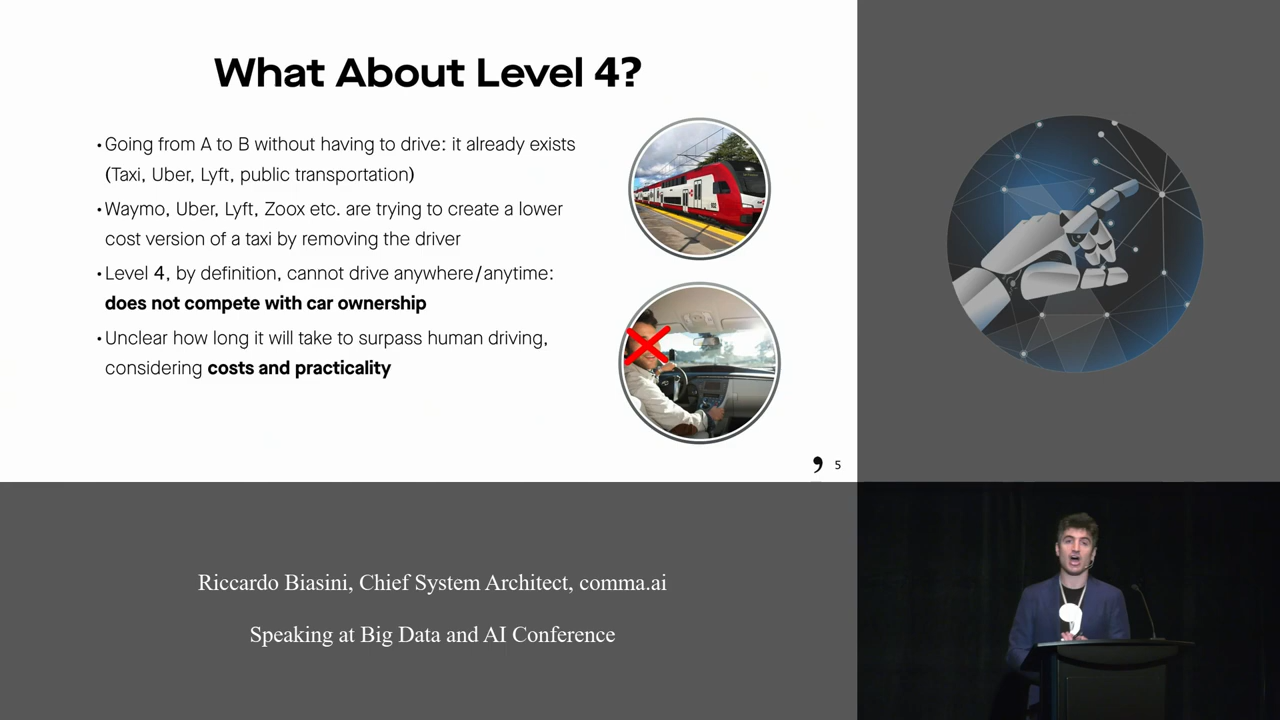 What About Level 4?
• Going from A to B without having to drive: it already exists
(Taxi, Uber, Lyft, public transportation)
• Waymo, Uber, Lyft, Zoox etc. are trying to create a lower
cost version of a taxi by removing the driver
• Level 4, by definition, cannot drive anywhere/anytime:
does not compete with car ownership
• Unclear how long it will take to surpass human driving,
considering costs and practicality
5
Riccardo Biasini, Chief System Architect, comma.ai
Speaking at Big Data and AI Conference